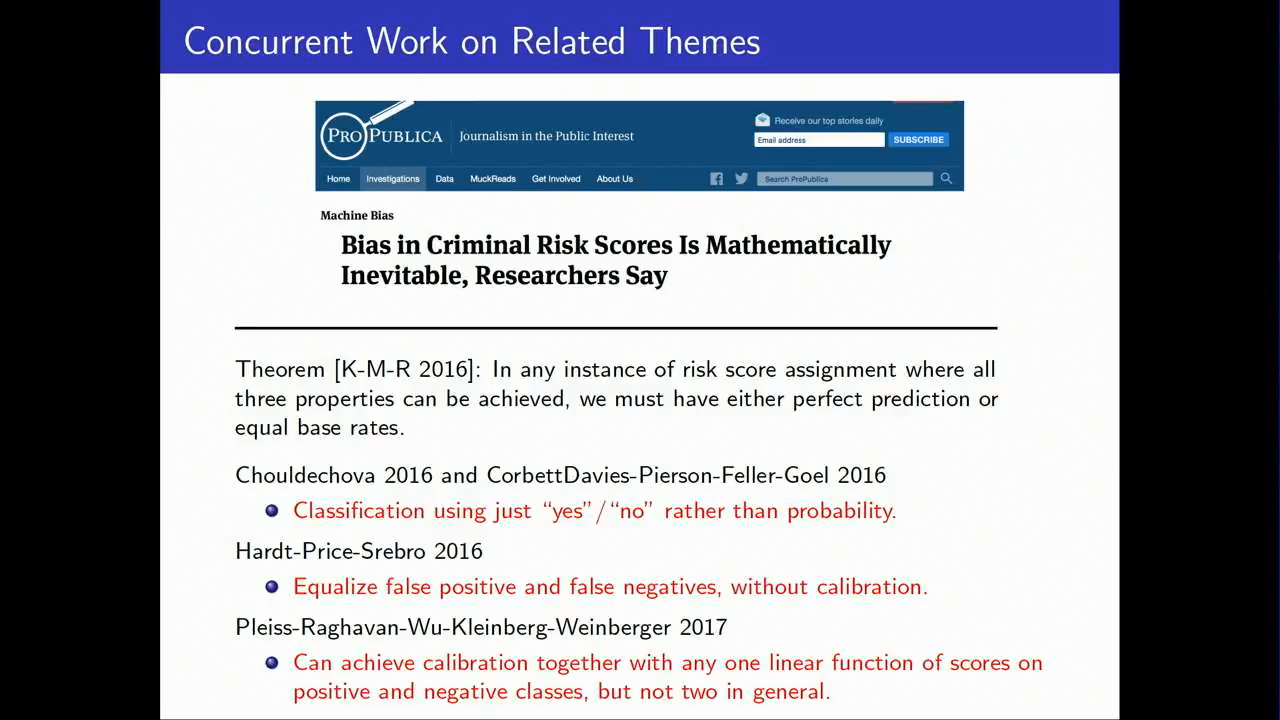 Concurrent Work on Related Themes
PROPUBLICA
Journalism in the Public Interest
Receive our top stories daily
Email address
SUBSCRIBE
Home Investigations Data MuckReads Get Involved About Us
Search ProPublica
Machine Bias
Bias in Criminal Risk Scores Is Mathematically
Inevitable, Researchers Say
Theorem [K-M-R 2016]: In any instance of risk score assignment where all
three properties can be achieved, we must have either perfect prediction or
equal base rates.
Chouldechova 2016 and CorbettDavies-Pierson-Feller-Goel 2016
Classification using just “yes”/“no” rather than probability.
Hardt-Price-Srebro 2016
Equalize false positive and false negatives, without calibration.
Pleiss-Raghavan-Wu-Kleinberg-Weinberger 2017
Can achieve calibration together with any one linear function of scores on
positive and negative classes, but not two in general.